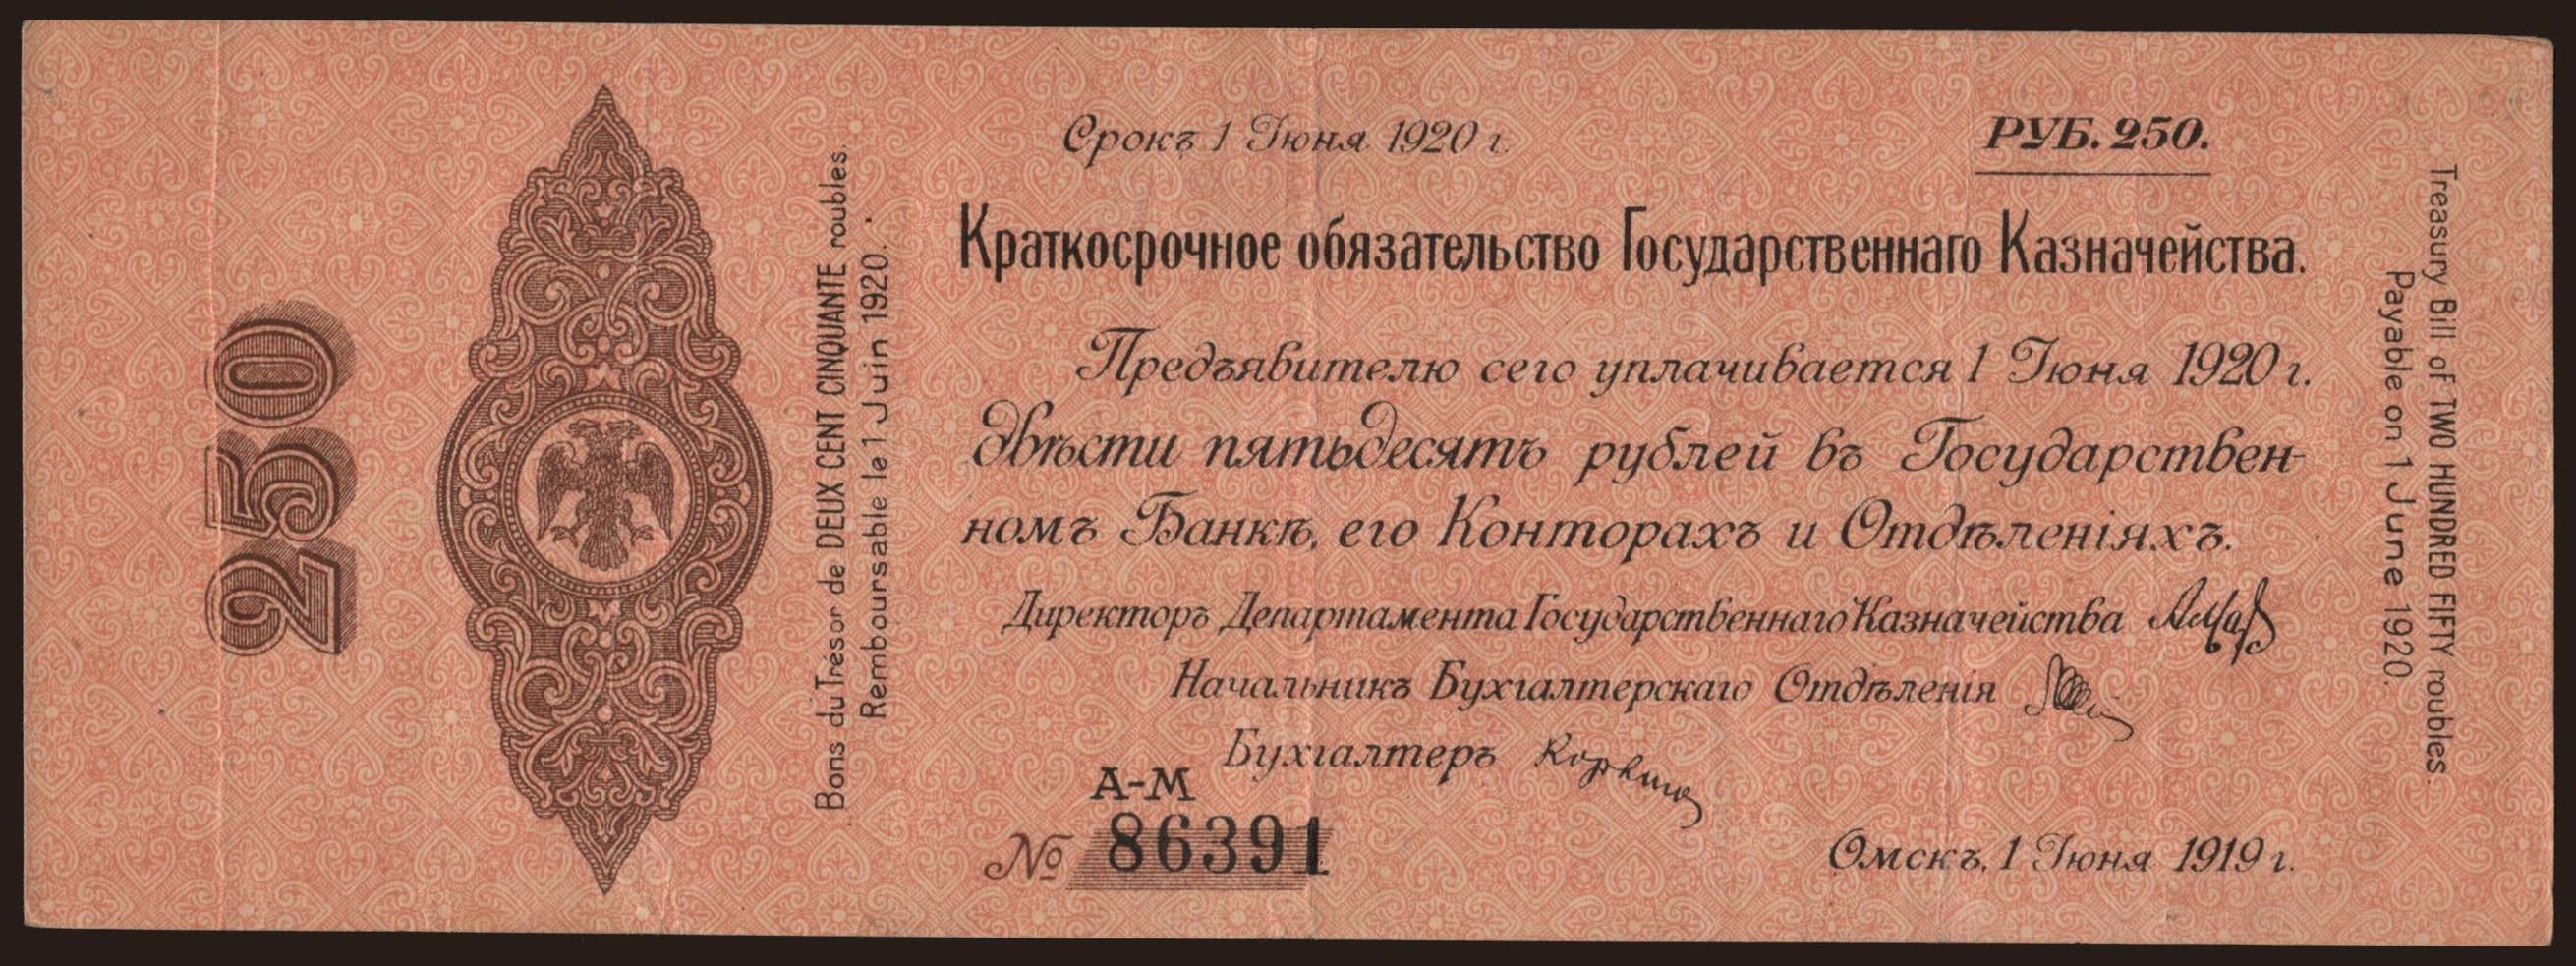 250
Bons du Trésor de DEUX CENT CINQUANTE roubles.
Remboursable le 1 Juin 1920.
Срокъ 1 Іюня 1920 г.
РУБ. 250.
Краткосрочное обязательство Государственнаго Казначейства.
Предъявителю сего уплачивается 1 Іюня 1920 г.
Двѣсти пятьдесятъ рублей въ Государствен-
номъ Банкѣ, его Конторахъ и Отдѣленіяхъ.
Директоръ Департамента Государственнаго Казначейства
Начальникъ Бухгалтерскаго Отдѣленія
Бухгалтеръ
А-М
№ 86391
Омскъ, 1 Іюня 1919 г.
Treasury Bill of TWO HUNDRED FIFTY roubles.
Payable on 1 June 1920.